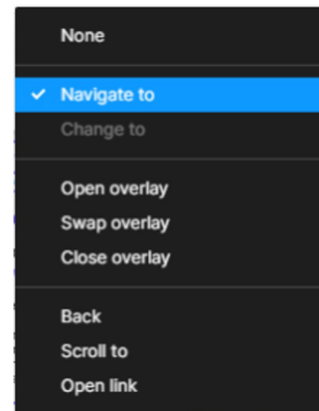 None
Navigate to
Change to
Open overlay
Swap overlay
Close overlay
Back
Scroll to
Open link